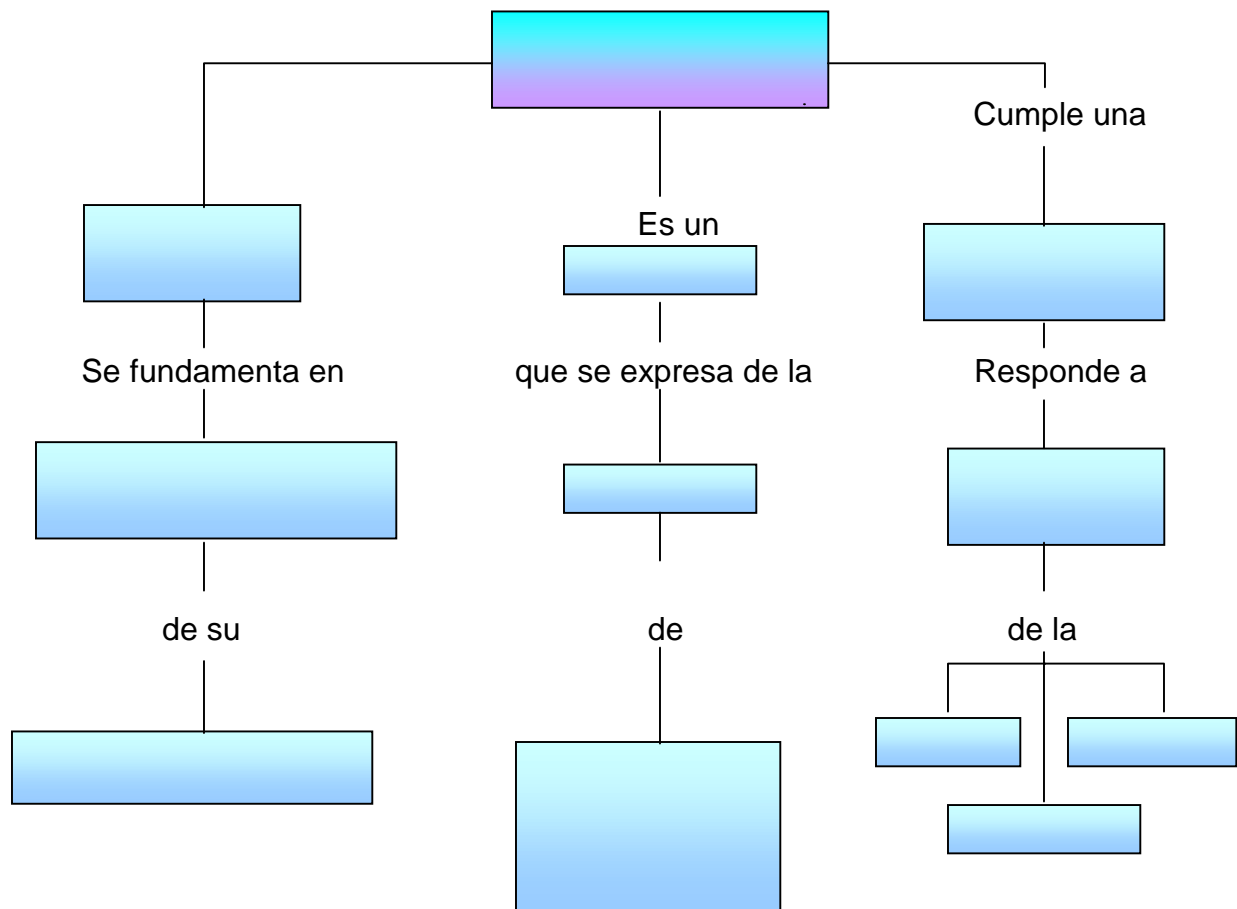 Cumple una
Es un
Se fundamenta en
que se expresa de la
Responde a
de su
de
de la